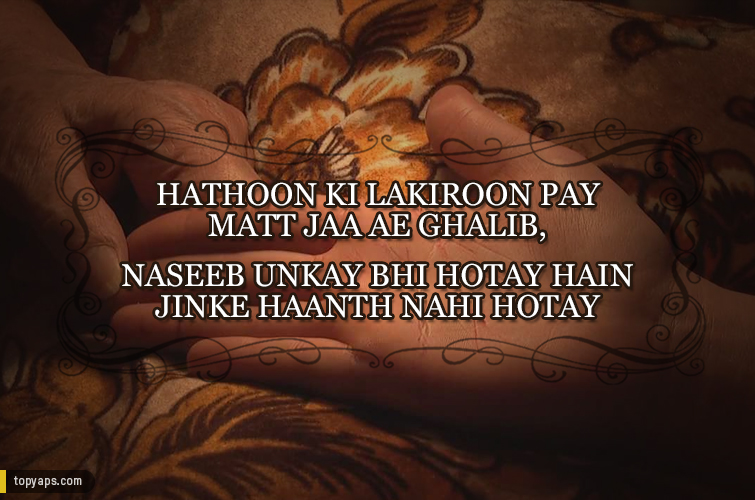 HATHOON KI LAKIROON PAY
MATT JAA AE GHALIB,
NASEEB UNKAY BHI HOTAY HAIN
JINKE HAANTH NAHI HOTAY
topyaps.com